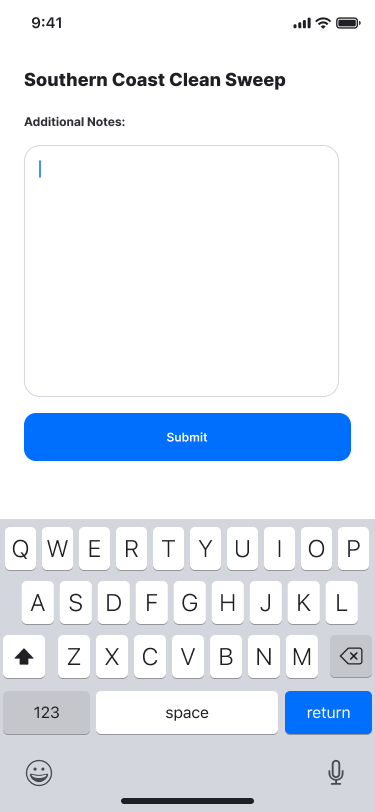 9:41
Southern Coast Clean Sweep
Additional Notes:
Submit
Q W E R T Y U I O P
A S D F G H J K L
Z X C V B N M
123 space return